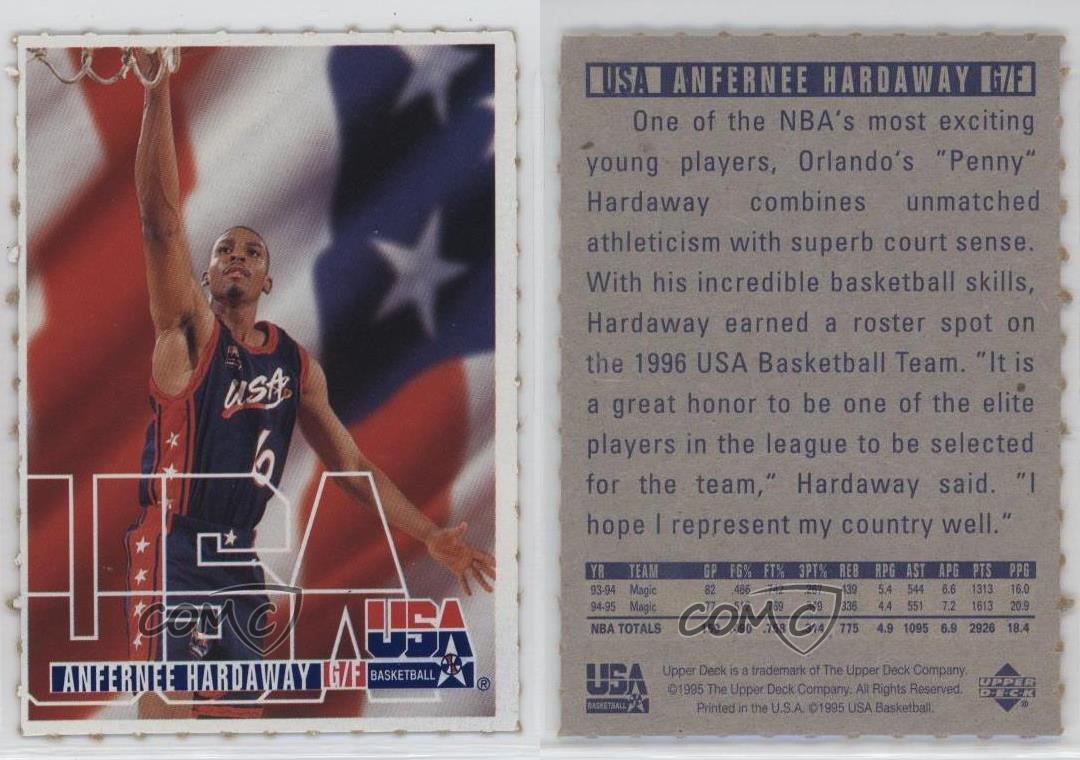 USA
6
USA
USA
BASKETBALL ®
ANFERNEE HARDAWAY G/F
COMC
USA ANFERNEE HARDAWAY G/F
One of the NBA's most exciting
young players, Orlando's "Penny"
Hardaway combines unmatched
athleticism with superb court sense.
With his incredible basketball skills,
Hardaway earned a roster spot on
the 1996 USA Basketball Team. "It is
a great honor to be one of the elite
players in the league to be selected
for the team," Hardaway said. "I
hope I represent my country well."
YR TEAM GP FG% FT% 3PT% REB RPG AST APG PTS PPG
93-94 Magic 82 .466 .742 439 5.4 544 6.6 1313 16.0
94-95 Magic 77 336 4.4 551 7.2 1613 20.9
NBA TOTALS 775 4.9 1095 6.9 2926 18.4
COMC
USA
BASKETBALL
Upper Deck is a trademark of The Upper Deck Company.
©1995 The Upper Deck Company. All Rights Reserved.
Printed in the U.S.A. ©1995 USA Basketball.
UPPER
DECK ®